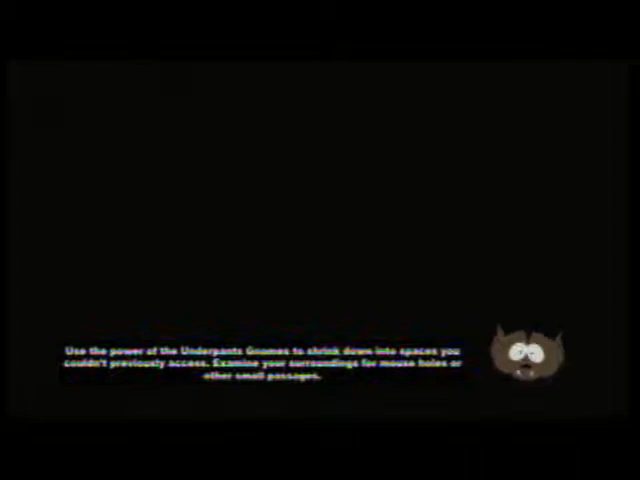 Use the power of the Underpants Gnomes to shrink down into spaces you
couldn't previously access. Examine your surroundings for mouse holes or
other small passages.